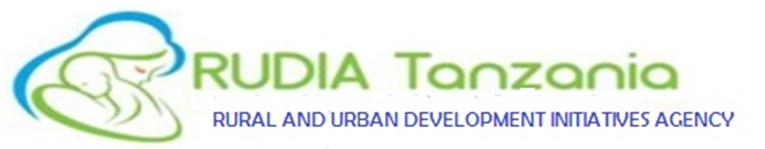 RUDIA Tanzania
RURAL AND URBAN DEVELOPMENT INITIATIVES AGENCY